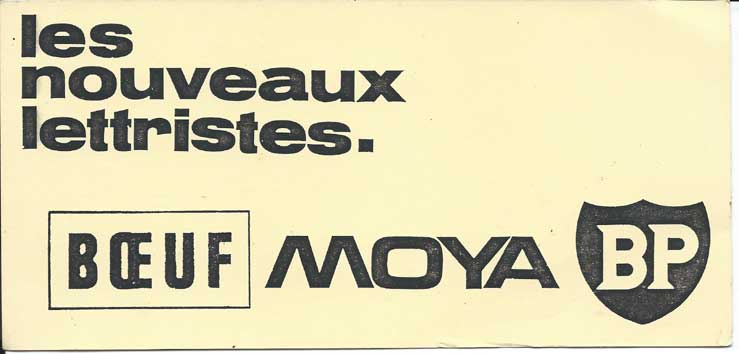 les
nouveaux
lettristes.
BŒUF MOYA BP